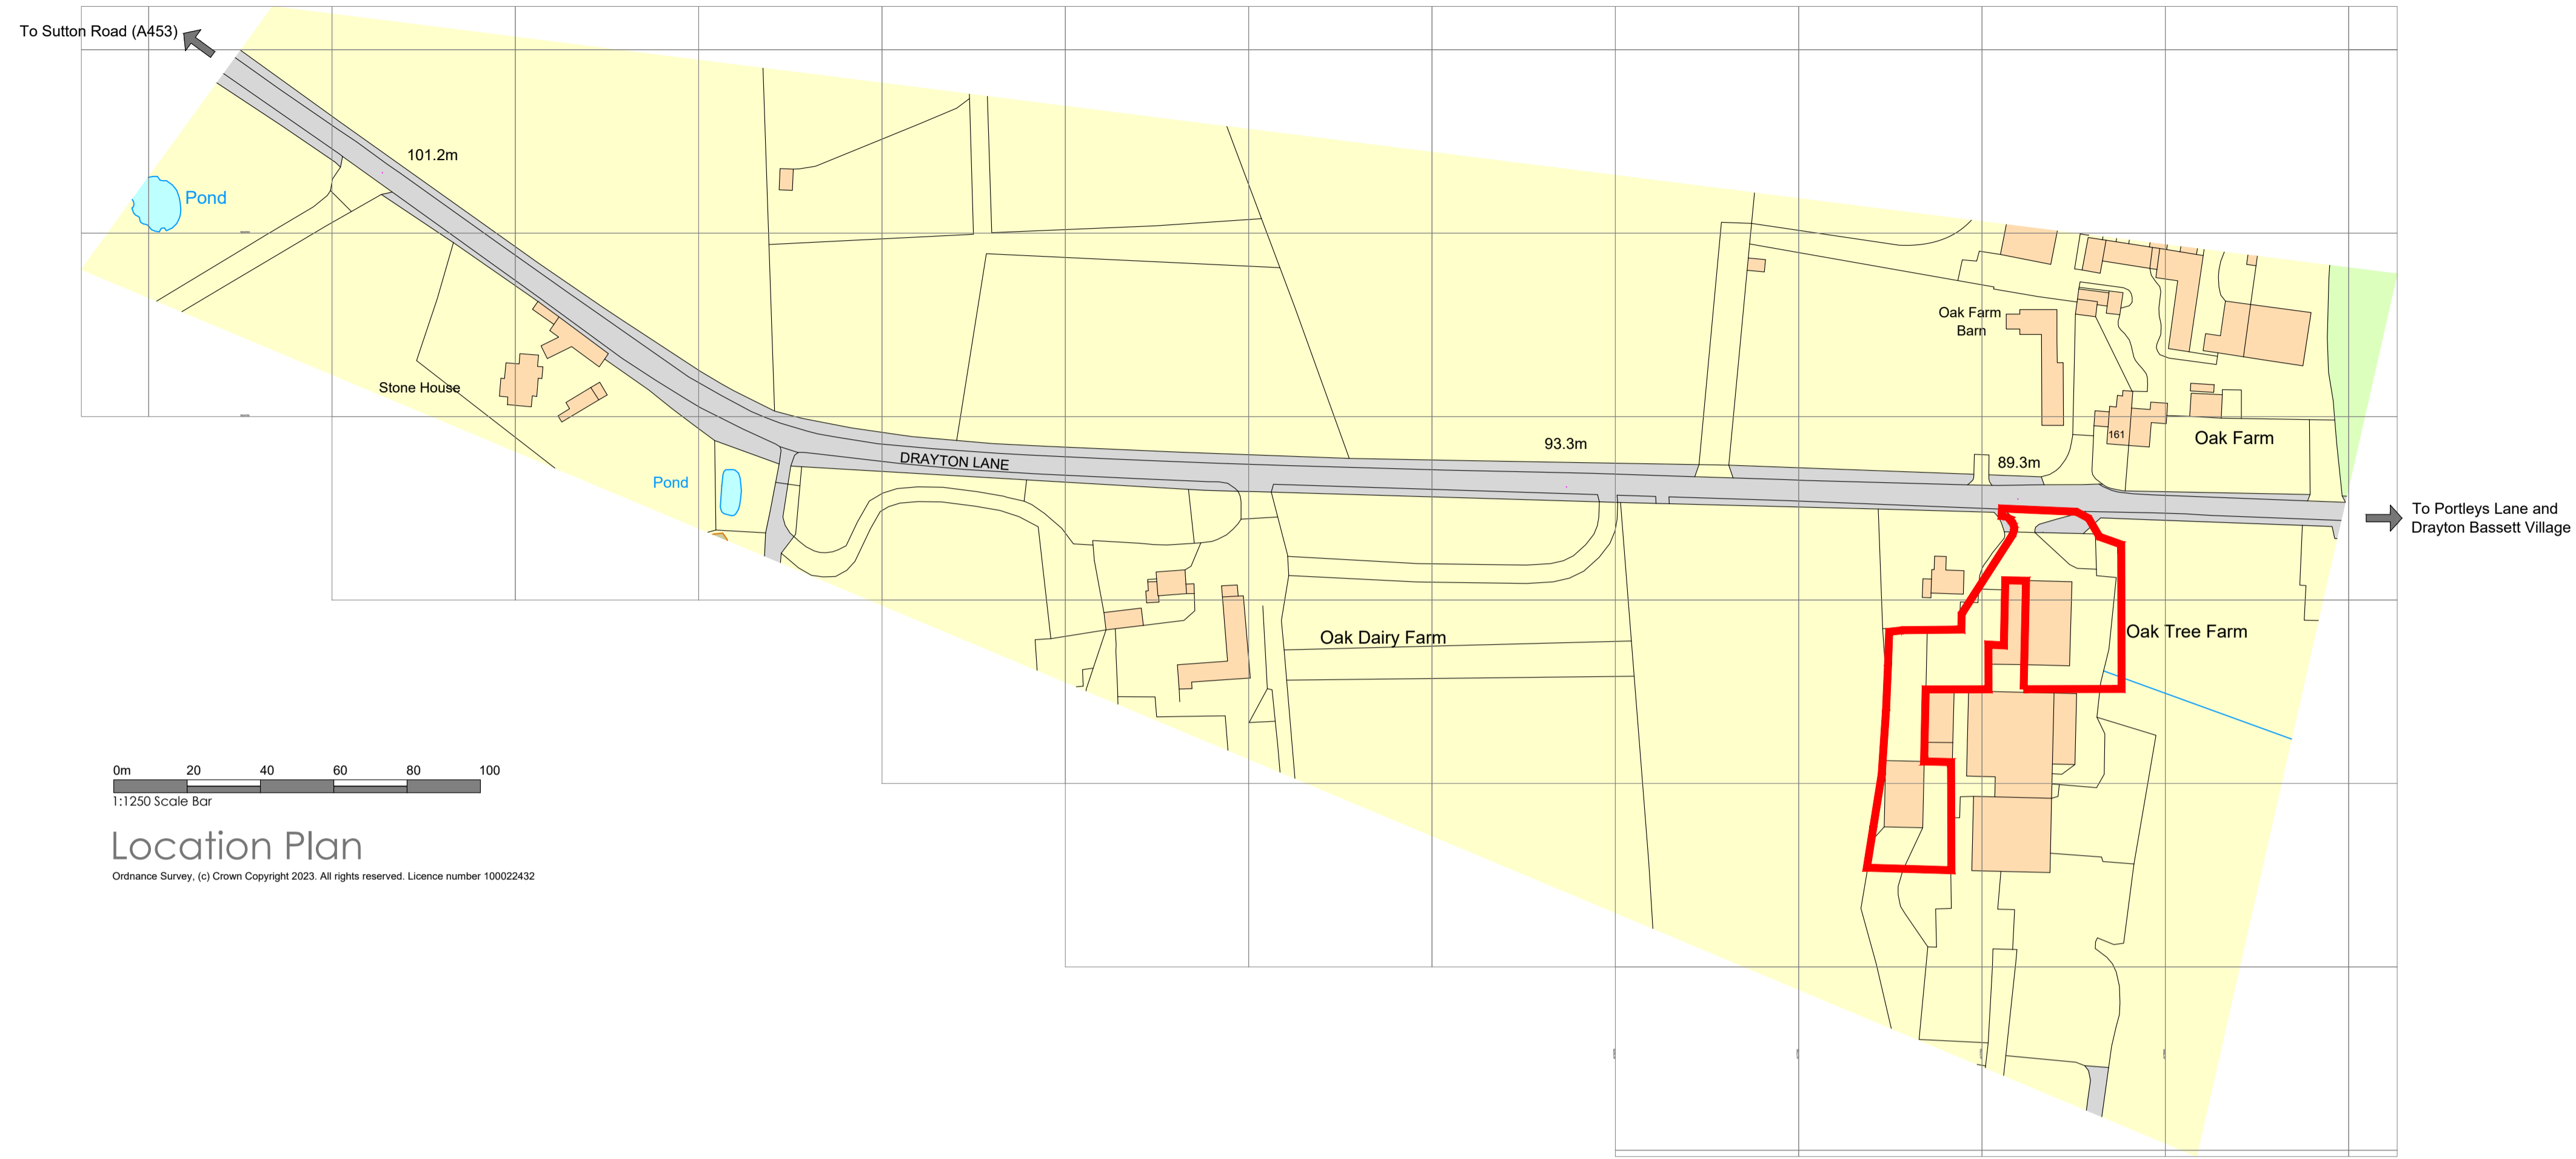 To Sutton Road (A453)
101.2m
Pond
Stone House
Pond
DRAYTON LANE
93.3m
Oak Farm
Barn
89.3m
161
Oak Farm
To Portleys Lane and
Drayton Bassett Village
Oak Dairy Farm
Oak Tree Farm
0m 20 40 60 80 100
1:1250 Scale Bar
Location Plan
Ordnance Survey, (c) Crown Copyright 2023. All rights reserved. Licence number 100022432